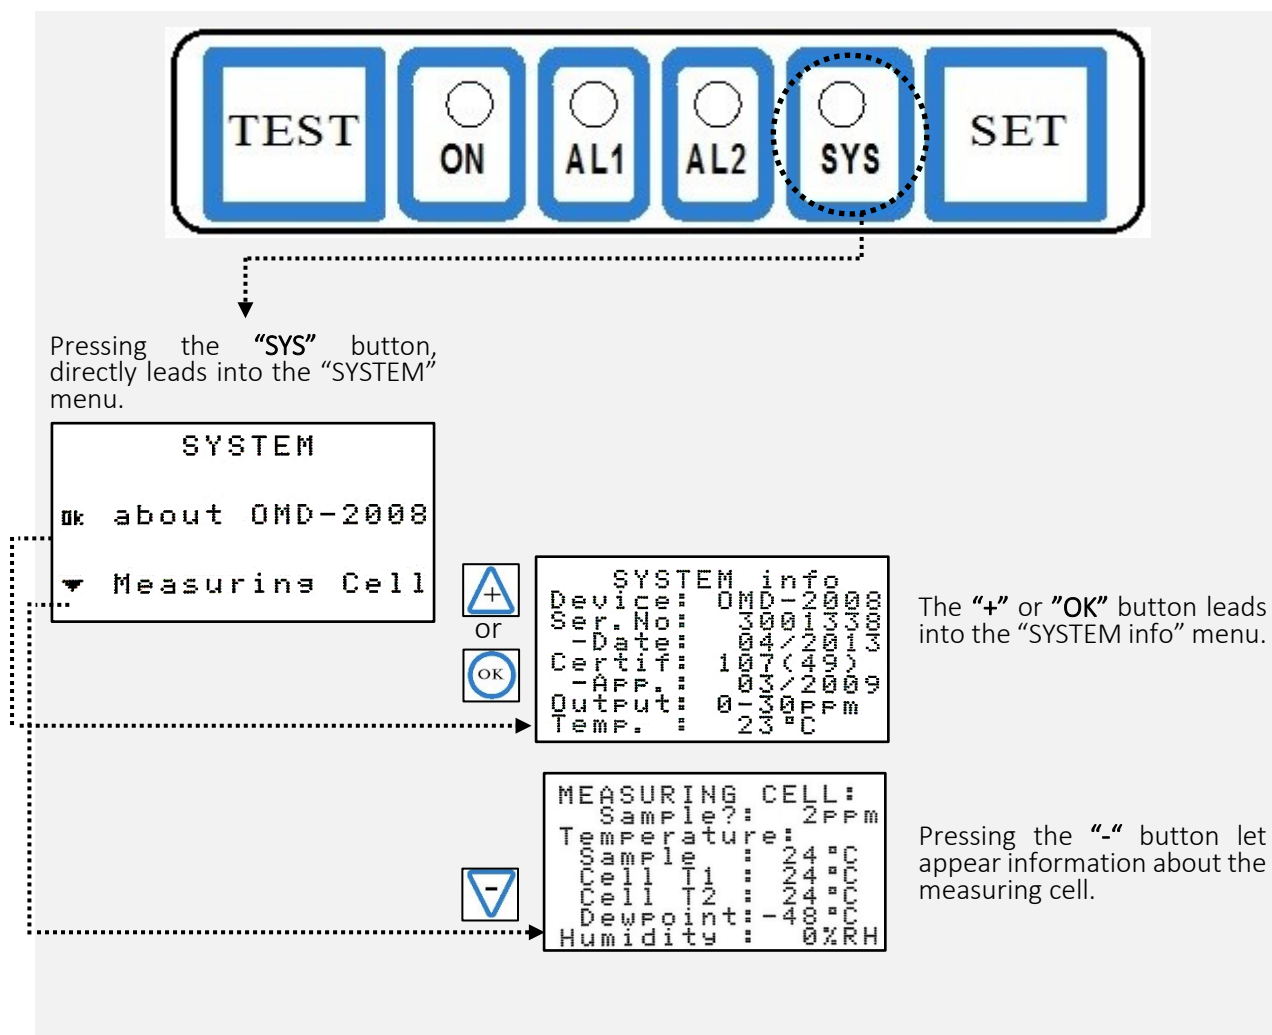 TEST
ON
AL1
AL2
SYS
SET
Pressing the “SYS” button,
directly leads into the “SYSTEM”
menu.
SYSTEM
Ok about OMD-2008
Measuring Cell
+
or
OK
SYSTEM info
Device: OMD-2008
Ser.No: 3001338
-Date: 04/2013
Certif: 107(49)
-App.: 03/2009
Output: 0-30ppm
Temp. : 23°C
The “+” or ”OK” button leads
into the “SYSTEM info” menu.
MEASURING CELL:
Sample?: 2ppm
Temperature:
Sample : 24°C
Cell T1 : 24°C
Cell T2 : 24°C
Dewpoint:-48°C
Humidity : 0%RH
-
Pressing the “-“ button let
appear information about the
measuring cell.